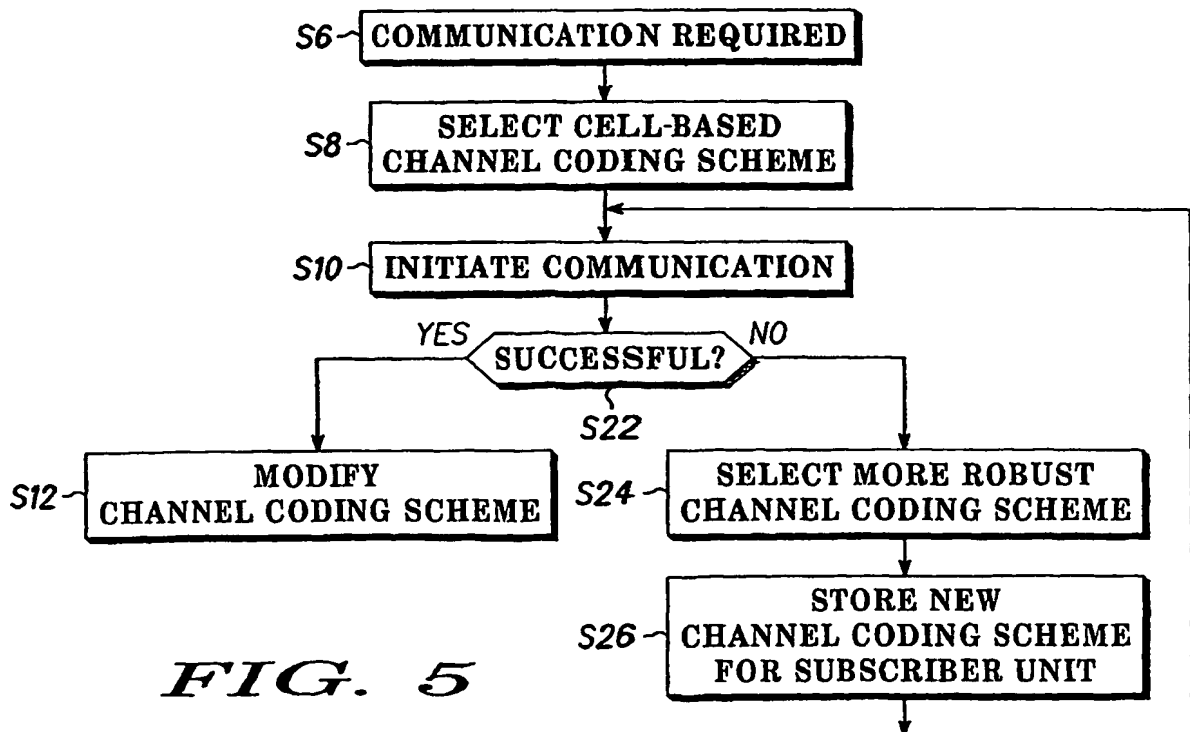 S6 COMMUNICATION REQUIRED
S8 SELECT CELL-BASED
CHANNEL CODING SCHEME
S10 INITIATE COMMUNICATION
YES SUCCESSFUL? NO
S22
S12 MODIFY
CHANNEL CODING SCHEME
S24 SELECT MORE ROBUST
CHANNEL CODING SCHEME
S26 STORE NEW
CHANNEL CODING SCHEME
FOR SUBSCRIBER UNIT
FIG. 5